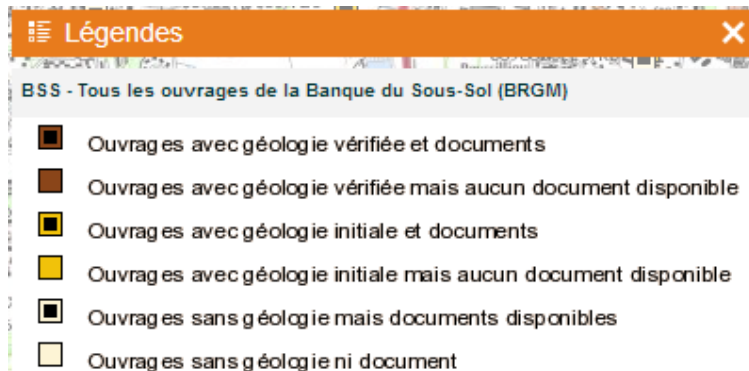 Légendes
BSS - Tous les ouvrages de la Banque du Sous-Sol (BRGM)
Ouvrages avec géologie vérifiée et documents
Ouvrages avec géologie vérifiée mais aucun document disponible
Ouvrages avec géologie initiale et documents
Ouvrages avec géologie initiale mais aucun document disponible
Ouvrages sans géologie mais documents disponibles
Ouvrages sans géologie ni document